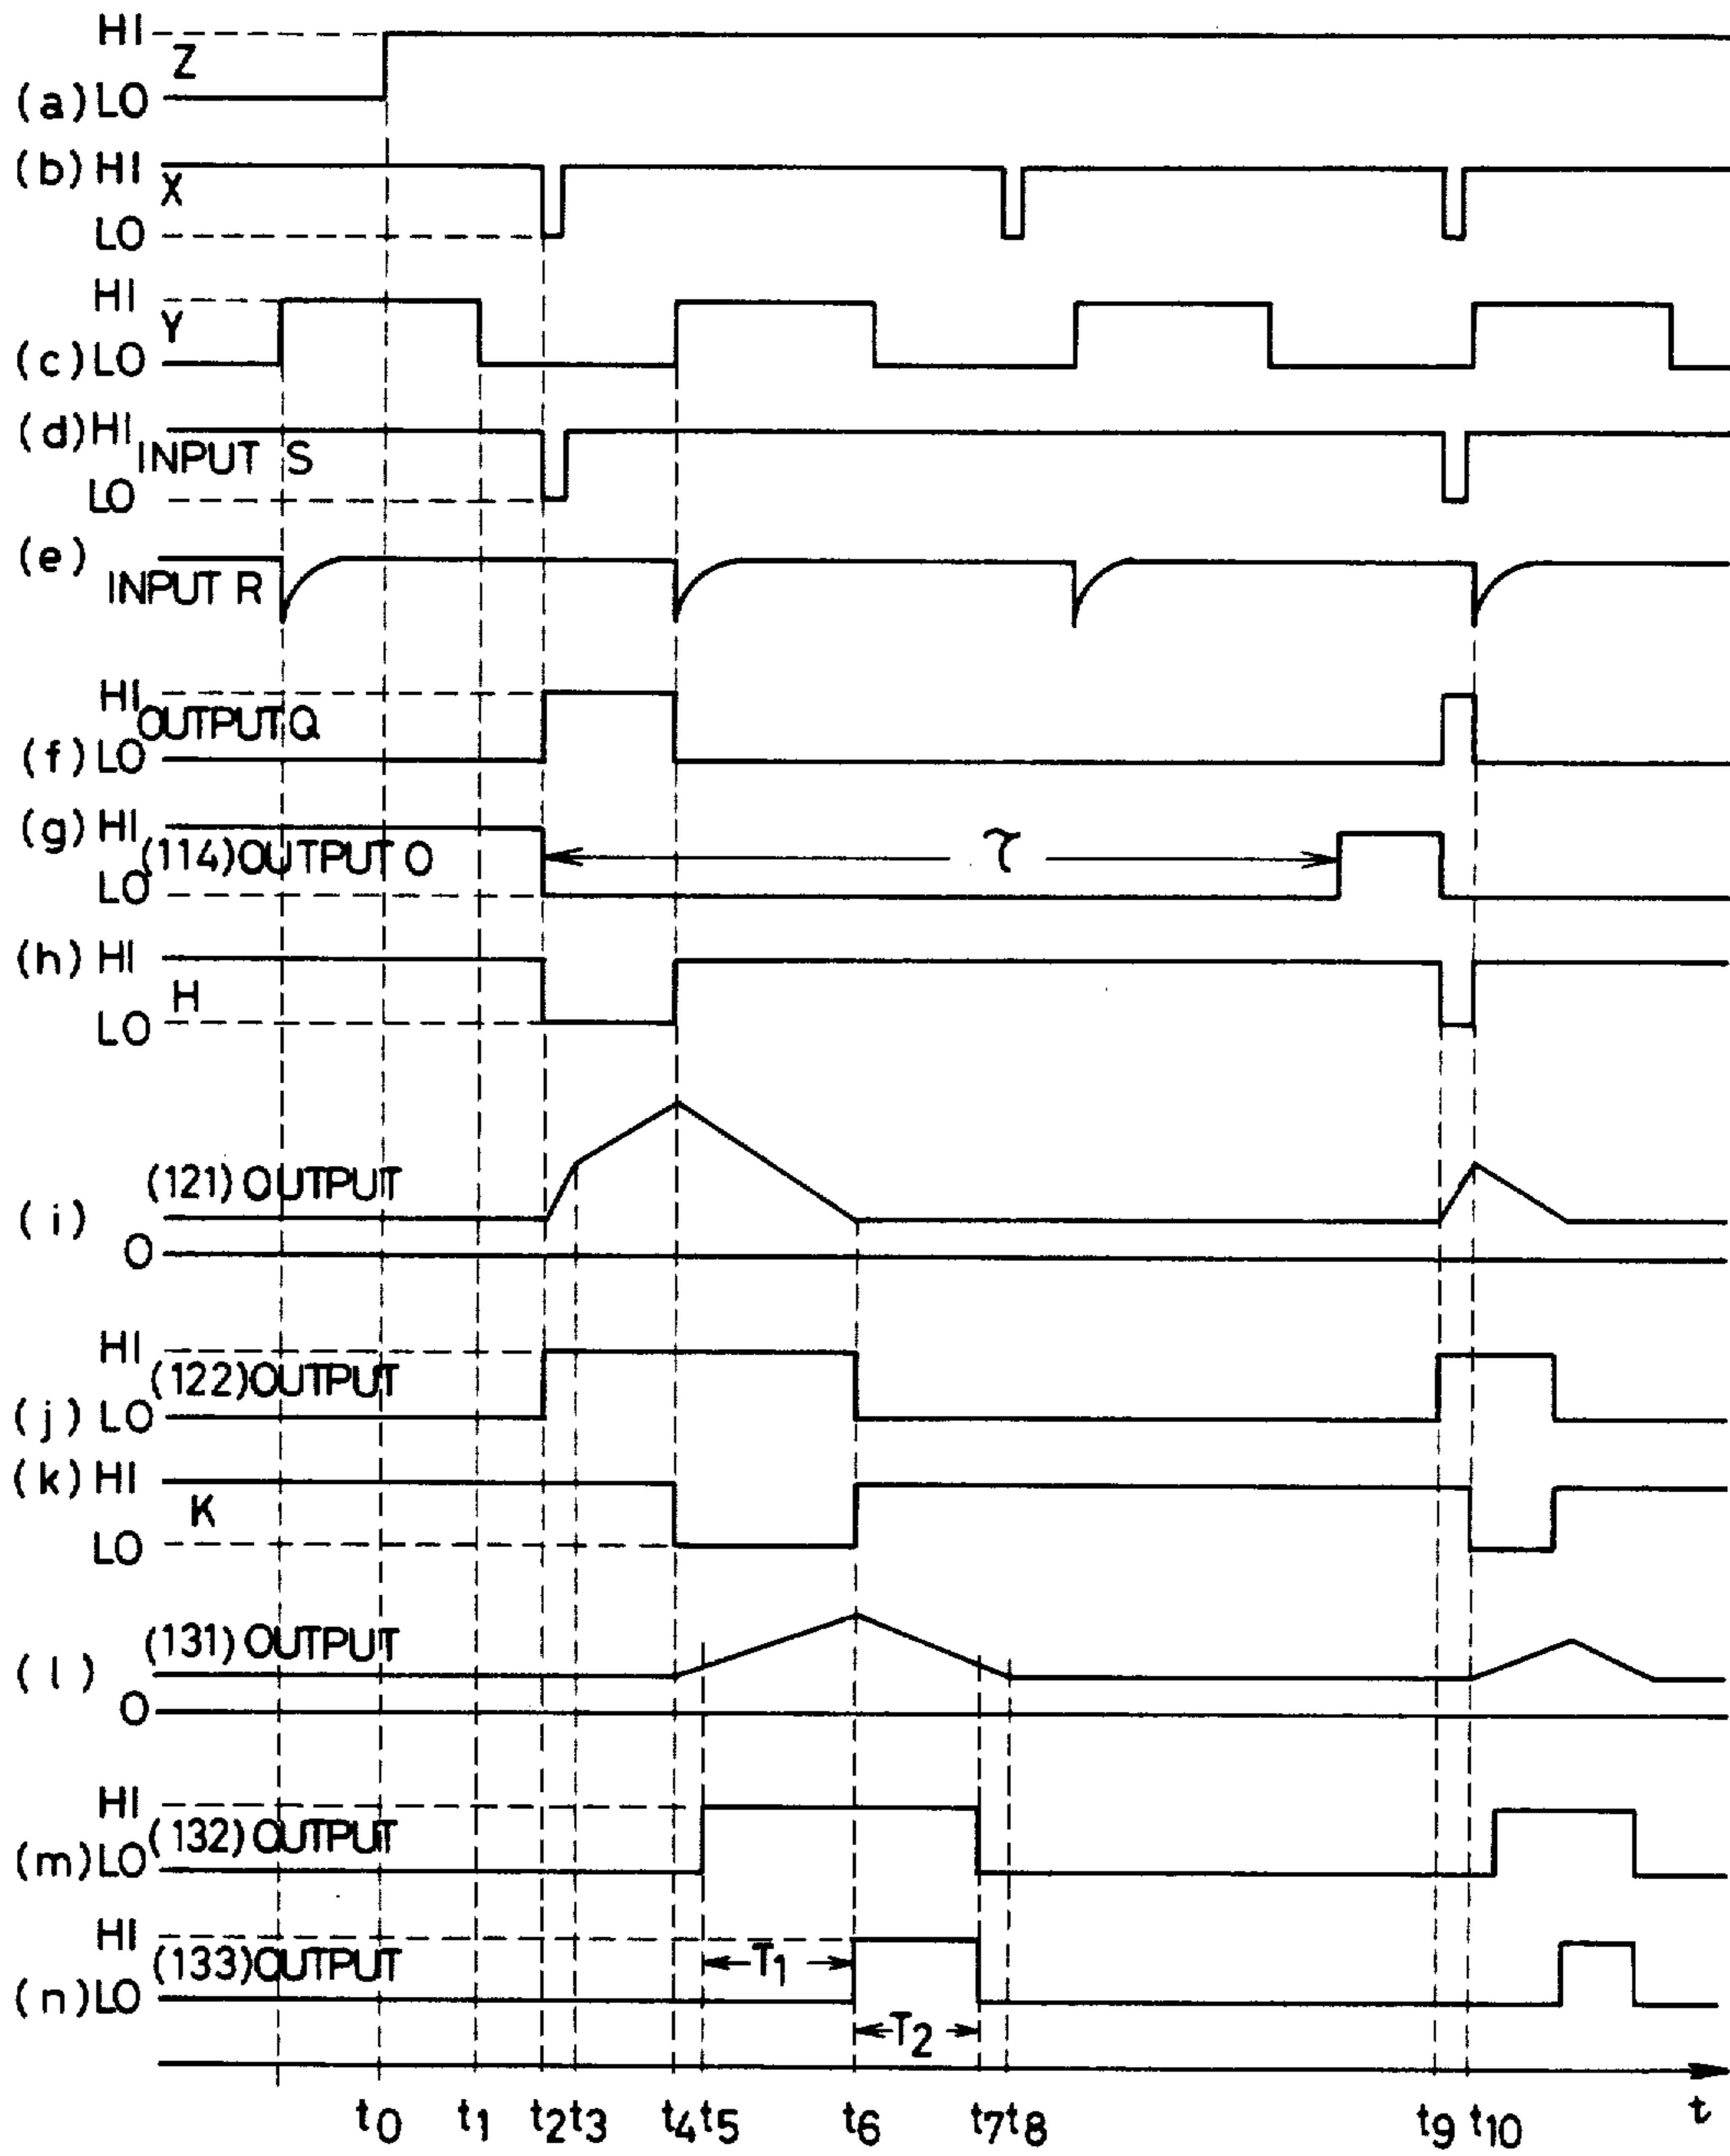 HI
Z
(a) LO
(b) HI
X
LO
HI
Y
(c) LO
(d) HI
INPUT S
LO
(e)
INPUT R
HI
OUTPUT Q
(f) LO
(g) HI
(114) OUTPUT O
τ
LO
(h) HI
H
LO
(121) OUTPUT
(i)
O
HI
(122) OUTPUT
(j) LO
(k) HI
K
LO
(131) OUTPUT
(l)
O
HI
(132) OUTPUT
(m) LO
HI
(133) OUTPUT
T1
(n) LO
T2
t0 t1 t2 t3 t4 t5 t6 t7 t8 t9 t10 t